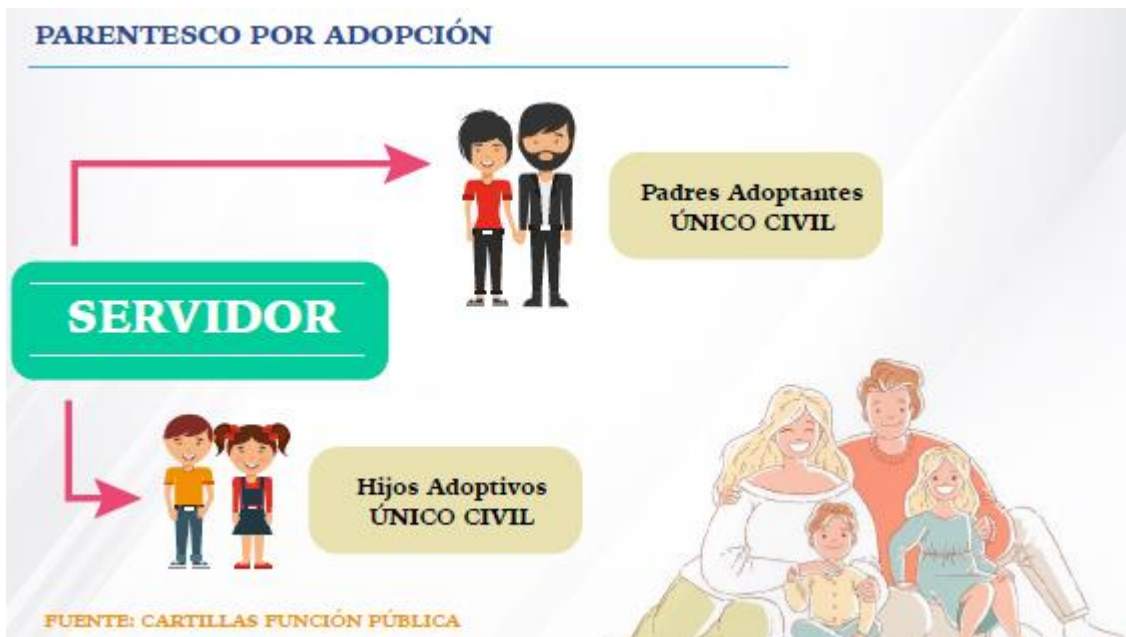 PARENTESCO POR ADOPCIÓN
Padres Adoptantes
ÚNICO CIVIL
SERVIDOR
Hijos Adoptivos
ÚNICO CIVIL
FUENTE: CARTILLAS FUNCIÓN PÚBLICA